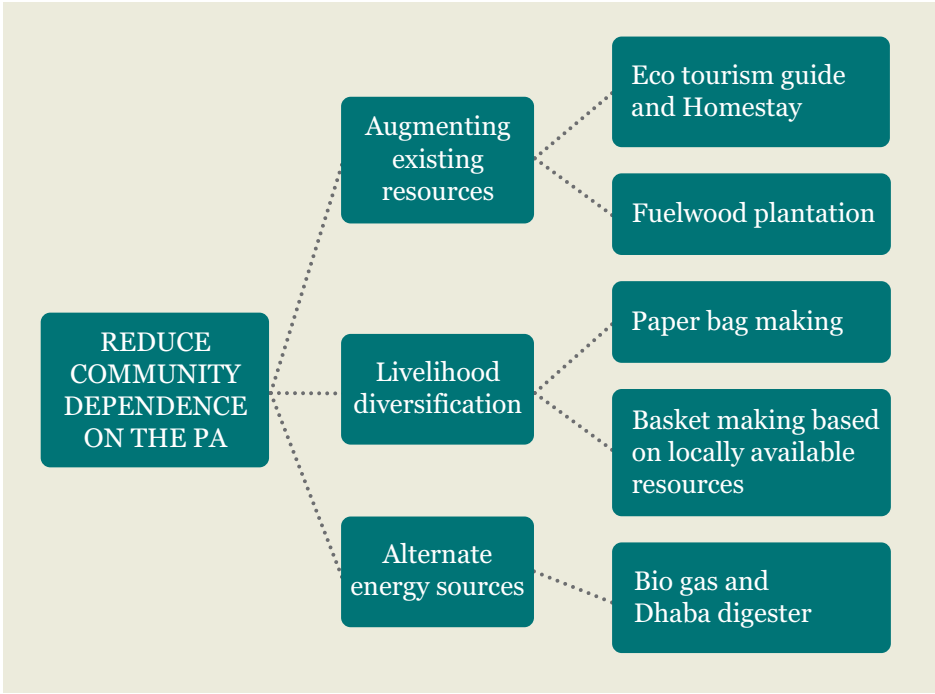 REDUCE
COMMUNITY
DEPENDENCE
ON THE PA
Augmenting
existing
resources
Eco tourism guide
and Homestay
Fuelwood plantation
Livelihood
diversification
Paper bag making
Basket making based
on locally available
resources
Alternate
energy sources
Bio gas and
Dhaba digester